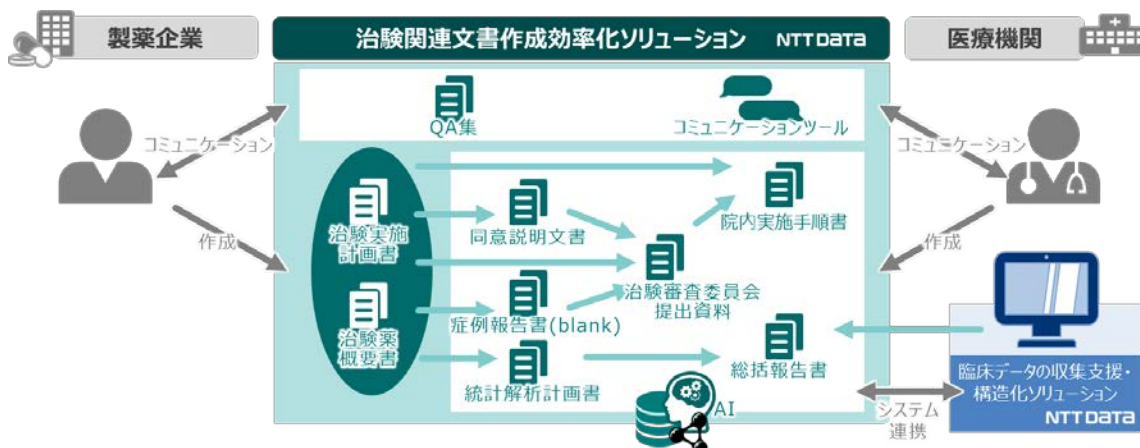 製薬企業
治験関連文書作成効率化ソリューション NTT DATA
医療機関
QA集
コミュニケーションツール
コミュニケーション
コミュニケーション
治験実施
計画書
同意説明文書
院内実施手順書
作成
作成
治験審査委員会
提出資料
治験薬
概要書
症例報告書(blank)
統計解析計画書
総括報告書
AI
システム
連携
臨床データの収集支援・
構造化ソリューション
NTT DATA